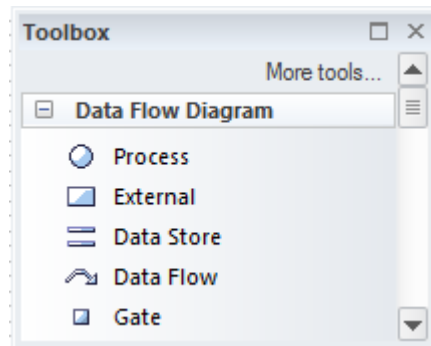 Toolbox
More tools...
Data Flow Diagram
Process
External
Data Store
Data Flow
Gate